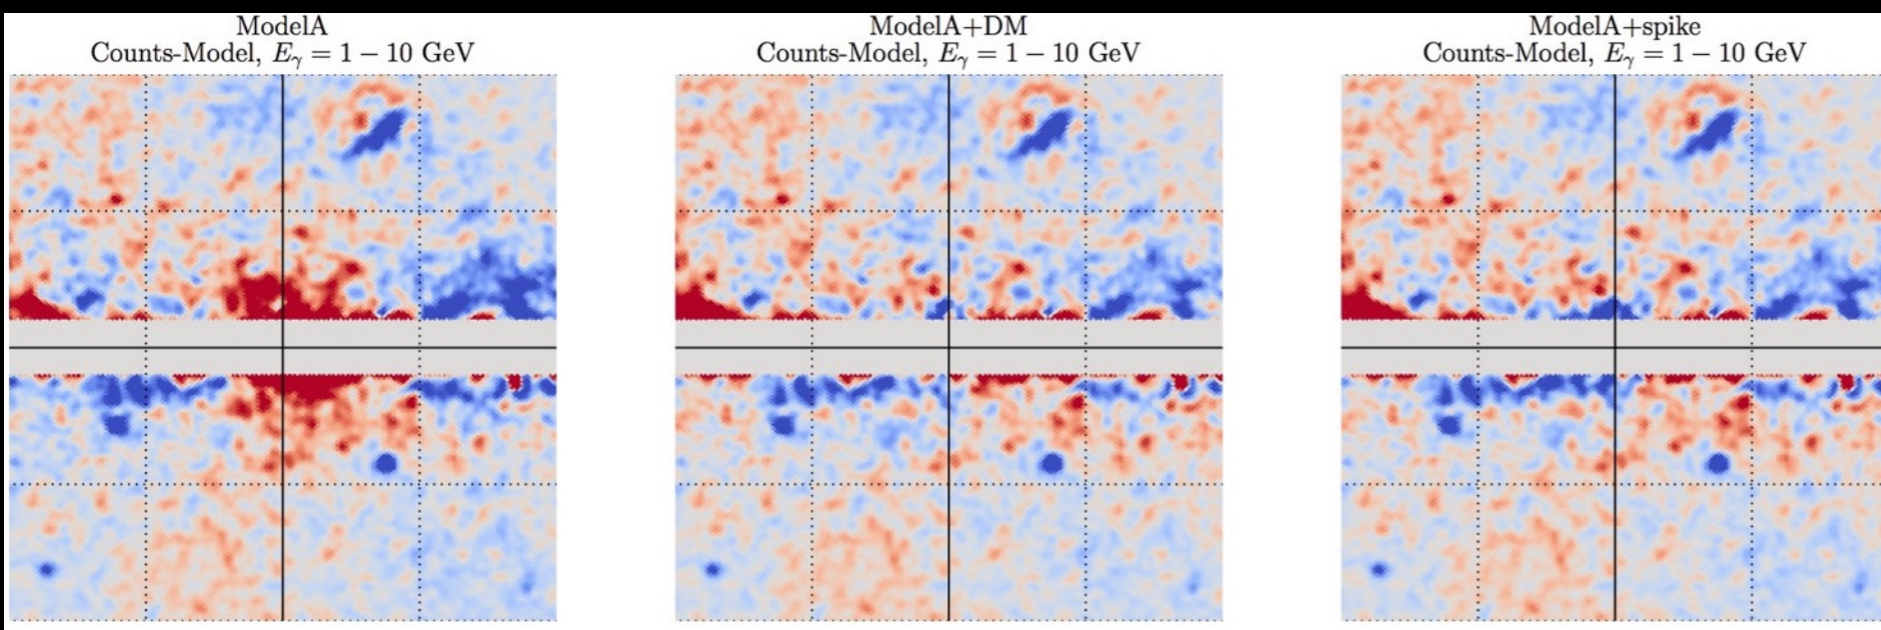 ModelA
Counts-Model, Eγ = 1 − 10 GeV
ModelA+DM
Counts-Model, Eγ = 1 − 10 GeV
ModelA+spike
Counts-Model, Eγ = 1 − 10 GeV